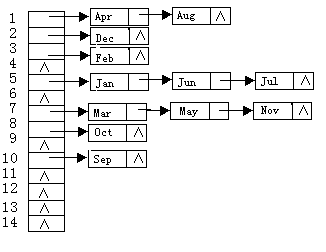 1 Apr Aug ∧
2 Dec ∧
3 Feb ∧
4 ∧
5 Jan Jun Jul ∧
6 ∧
7 Mar May Nov ∧
8 Oct ∧
9 ∧
10 Sep ∧
11 ∧
12 ∧
13 ∧
14 ∧